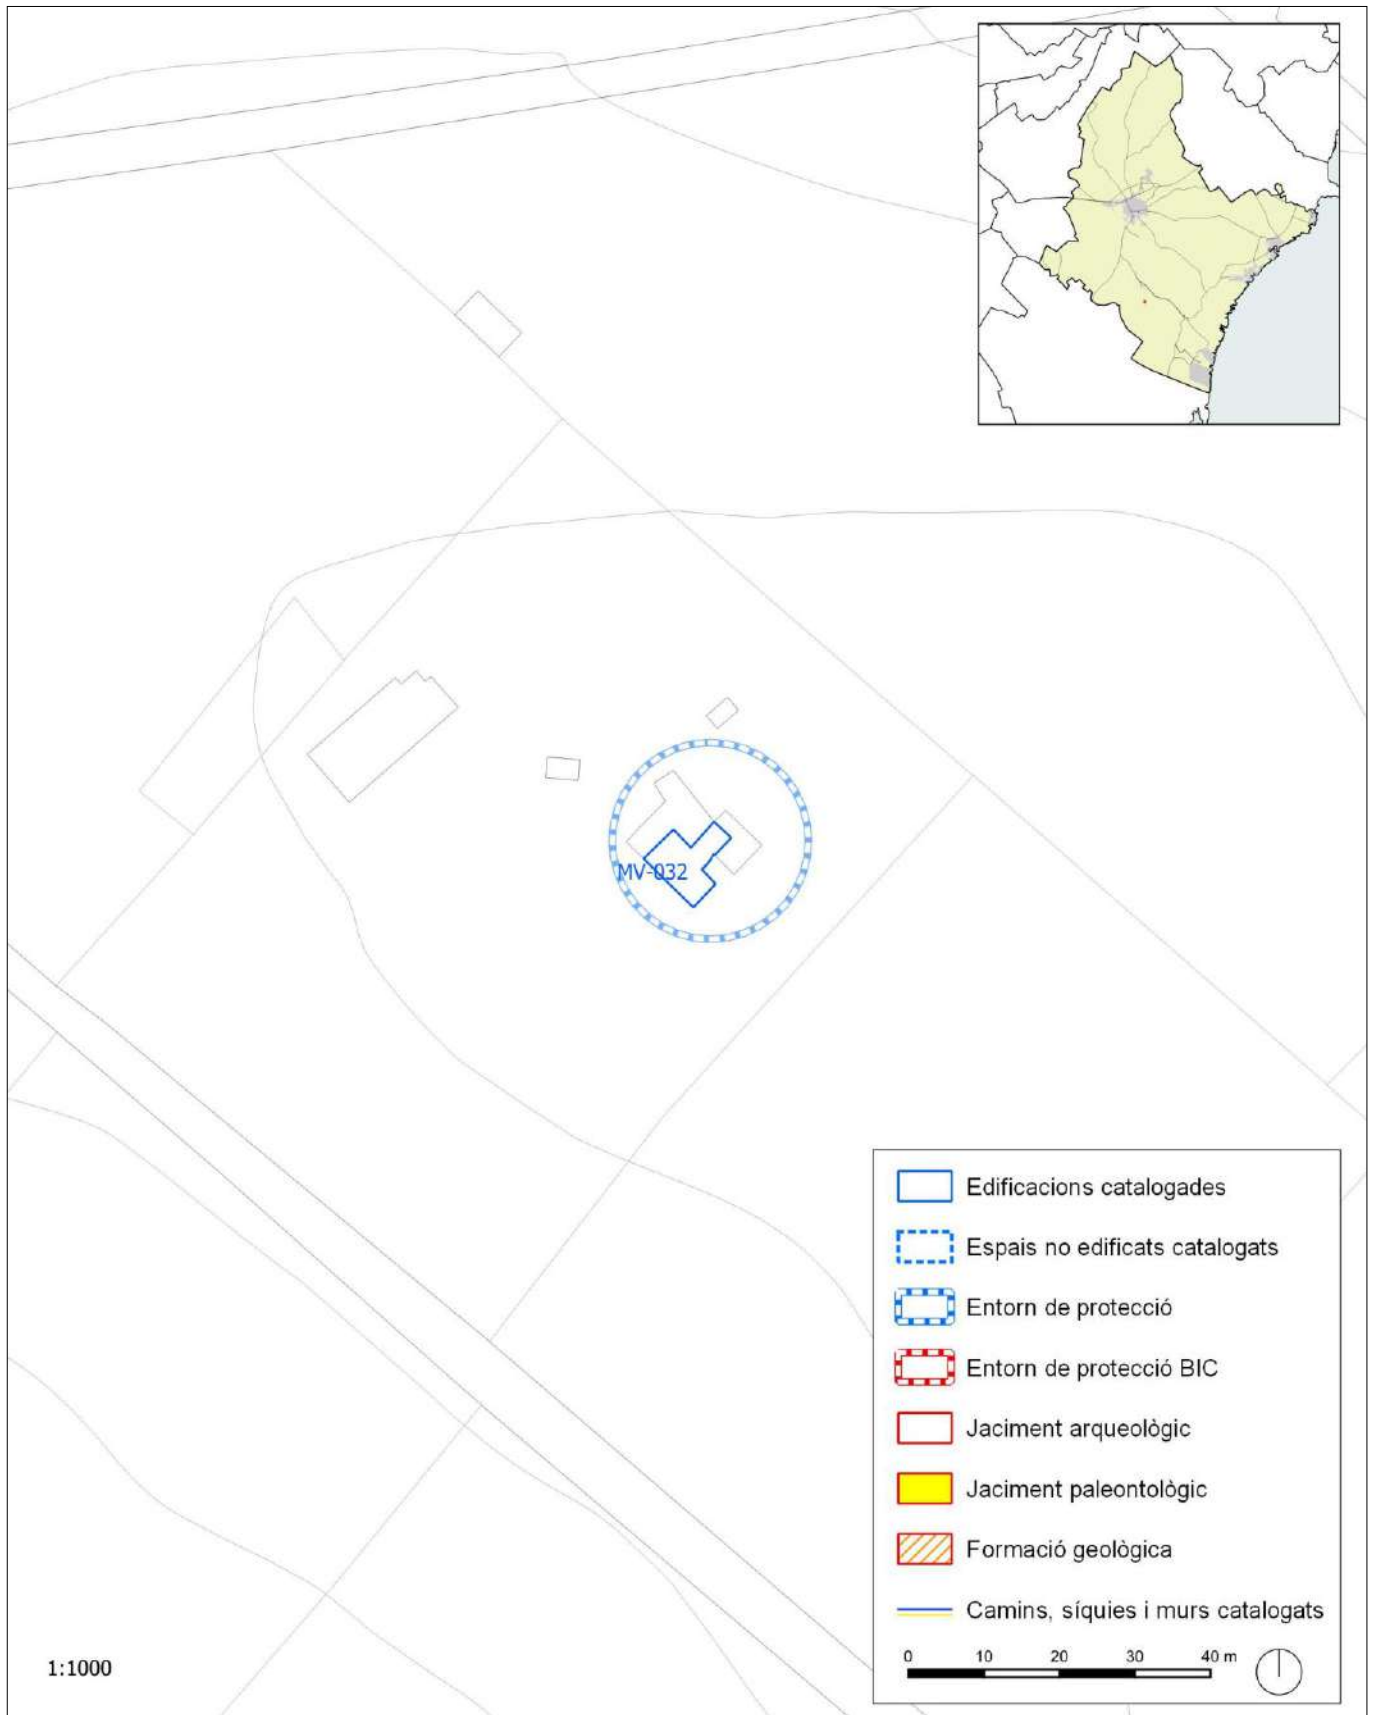 MV-032
Edificacions catalogades
Espais no edificats catalogats
Entorn de protecció
Entorn de protecció BIC
Jaciment arqueològic
Jaciment paleontològic
Formació geològica
Camins, síquies i murs catalogats
0 10 20 30 40 m
1:1000